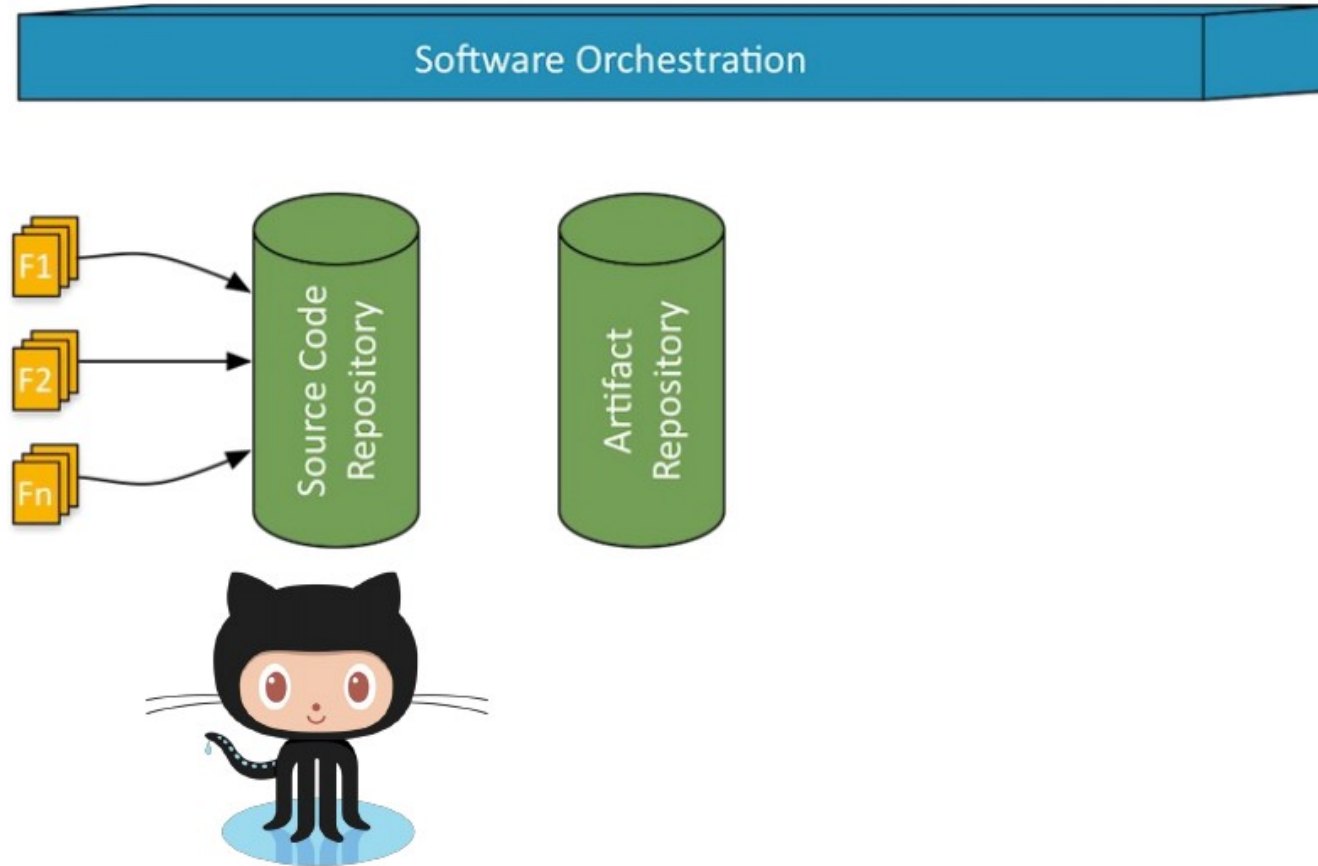 Software Orchestration
F1
F2
Fn
Source Code
Repository
Artifact
Repository